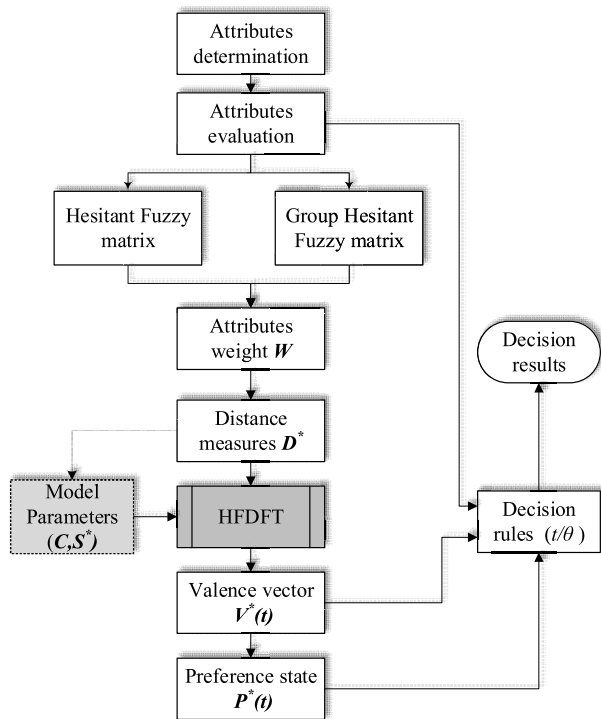 Attributes
determination
Attributes
evaluation
Hesitant Fuzzy
matrix
Group Hesitant
Fuzzy matrix
Attributes
weight W
Decision
results
Distance
measures D*
Model
Parameters
(C,S*)
HFDFT
Decision
rules (t/θ )
Valence vector
V*(t)
Preference state
P*(t)